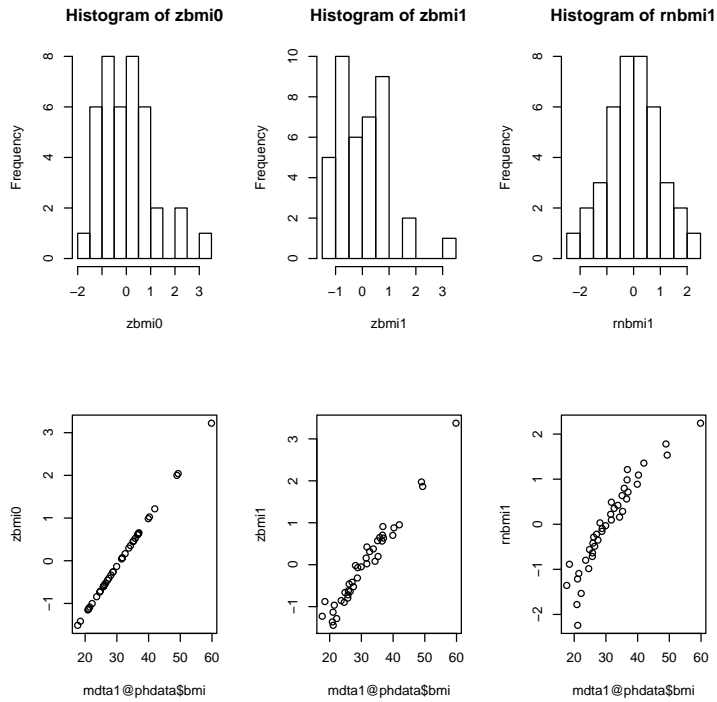 Histogram of zbmi0
Frequency
0 2 4 6 8
−2 0 1 2 3
zbmi0
Histogram of zbmi1
Frequency
0 2 4 6 8 10
−1 0 1 2 3
zbmi1
Histogram of rnbmi1
Frequency
0 2 4 6 8
−2 0 1 2
rnbmi1
zbmi0
−1 0 1 2 3
20 30 40 50 60
mdta1@phdata$bmi
zbmi1
−1 0 1 2 3
20 30 40 50 60
mdta1@phdata$bmi
rnbmi1
−2 −1 0 1 2
20 30 40 50 60
mdta1@phdata$bmi